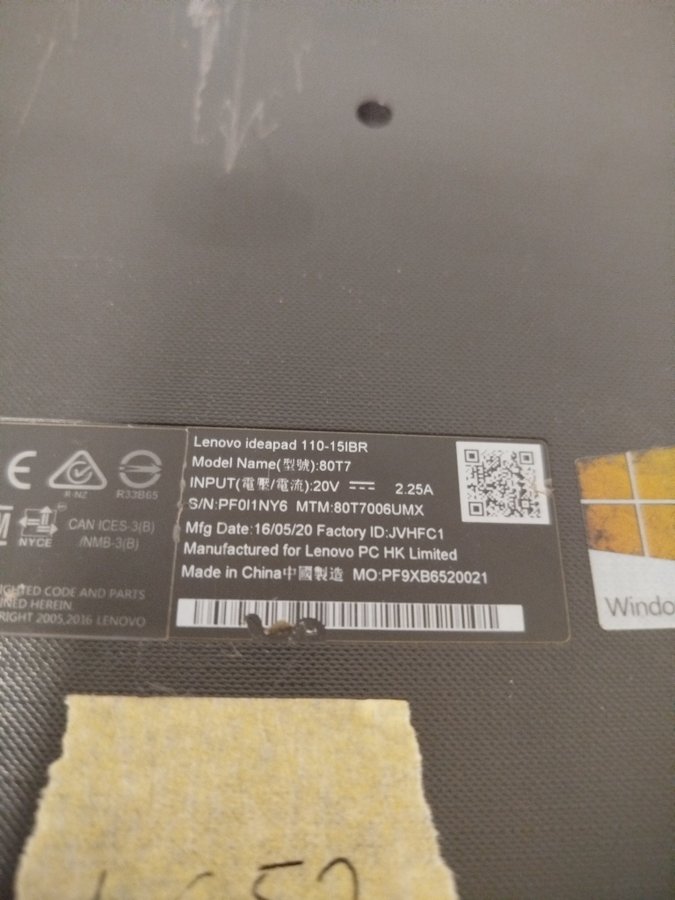 Lenovo ideapad 110-15IBR
Model Name(型號):80T7
INPUT(電壓/電流):20V ⎓ 2.25A
S/N:PF0I1NY6 MTM:80T7006UMX
Mfg Date:16/05/20 Factory ID:JVHFC1
Manufactured for Lenovo PC HK Limited
Made in China中國製造 MO:PF9XB6520021
R-NZ
R33B65
NYCE
CAN ICES-3(B)
/NMB-3(B)
CODE AND PARTS
HEREIN
2005,2016 LENOVO
Windo